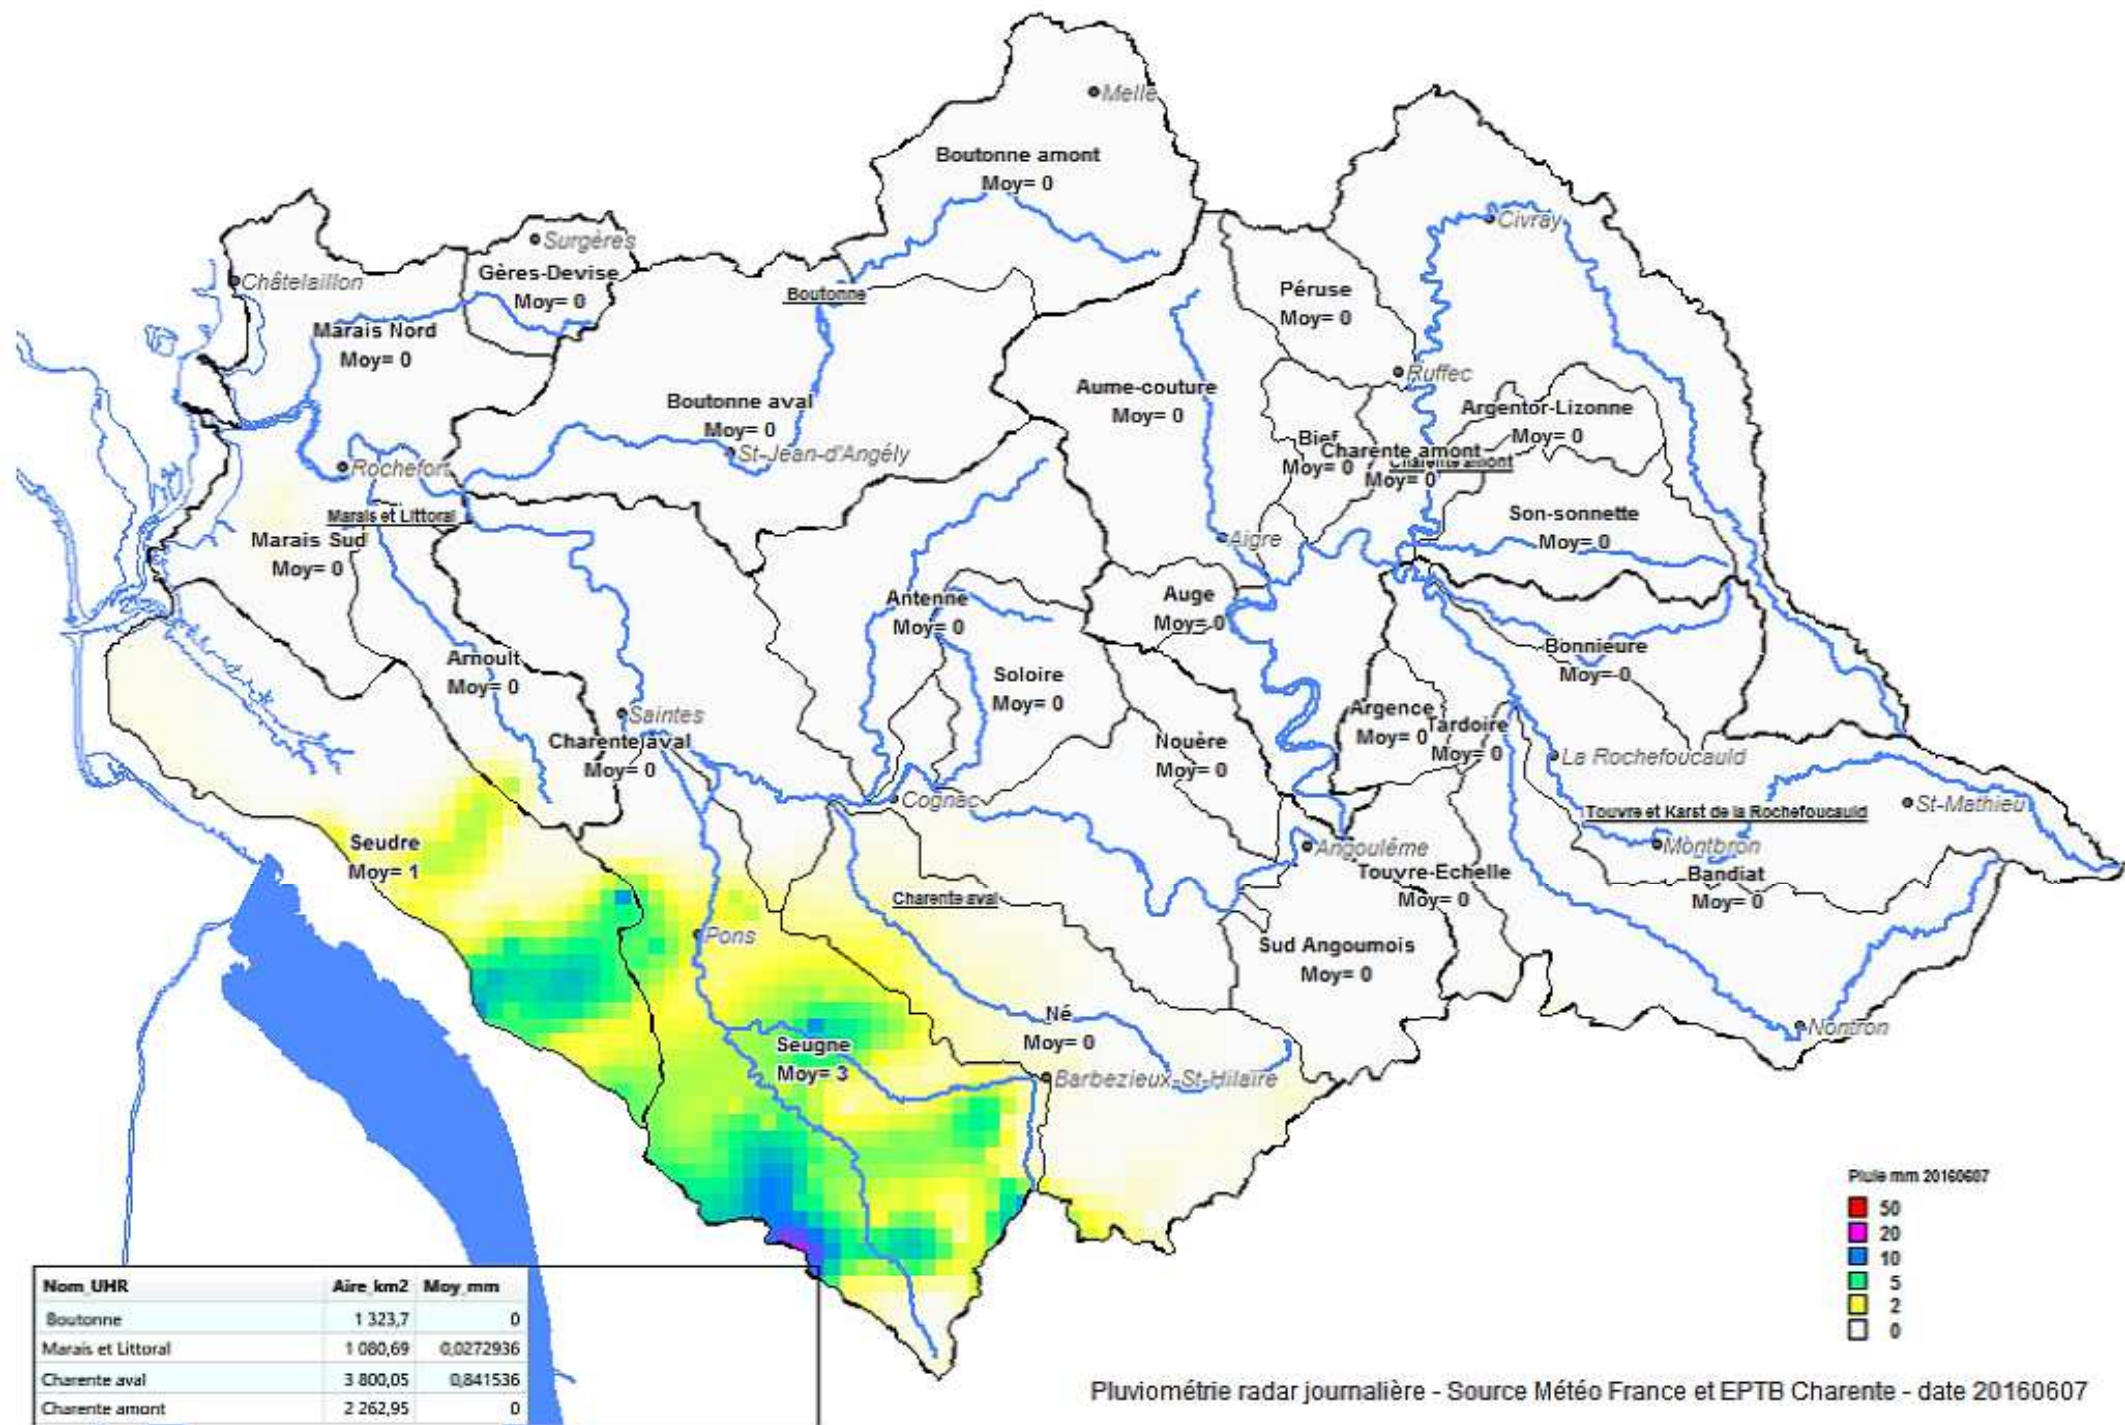 Melle
Boutonne amont
Moy= 0
Civray
Surgères
Gères-Devise
Moy= 0
Châtelaillon
Boutonne
Péruse
Moy= 0
Marais Nord
Moy= 0
Ruffec
Aume-couture
Moy= 0
Boutonne aval
Moy= 0
Argentor-Lizonne
Moy= 0
Bief
Moy= 0
Charente amont
Moy= 0
Charente amont
St-Jean-d'Angély
Rochefort
Marais et Littoral
Son-sonnette
Moy= 0
Marais Sud
Moy= 0
Aigre
Antenne
Moy= 0
Auge
Moy= 0
Bonnieure
Moy= 0
Arnoult
Moy= 0
Soloire
Moy= 0
Saintes
Charente aval
Moy= 0
Nouère
Moy= 0
Argence
Moy= 0
Tardoire
Moy= 0
La Rochefoucauld
Cognac
St-Mathieu
Touvre et Karst de la Rochefoucauld
Seudre
Moy= 1
Angoulême
Montbron
Touvre-Echelle
Moy= 0
Bandiat
Moy= 0
Charente aval
Pons
Sud Angoumois
Moy= 0
Né
Moy= 0
Nontron
Seugne
Moy= 3
Barbezieux-St-Hilaire
Pluie mm 20160607
50
20
10
5
2
0
Nom_UHR Aire_km2 Moy_mm
Boutonne 1 323,7 0
Marais et Littoral 1 080,69 0,0272936
Charente aval 3 800,05 0,841536
Charente amont 2 262,95 0
Pluviométrie radar journalière - Source Météo France et EPTB Charente - date 20160607